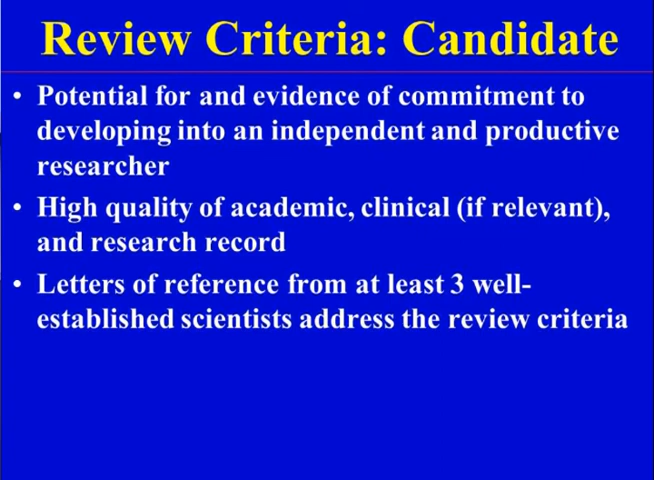 Review Criteria: Candidate
• Potential for and evidence of commitment to
developing into an independent and productive
researcher
• High quality of academic, clinical (if relevant),
and research record
• Letters of reference from at least 3 well-
established scientists address the review criteria